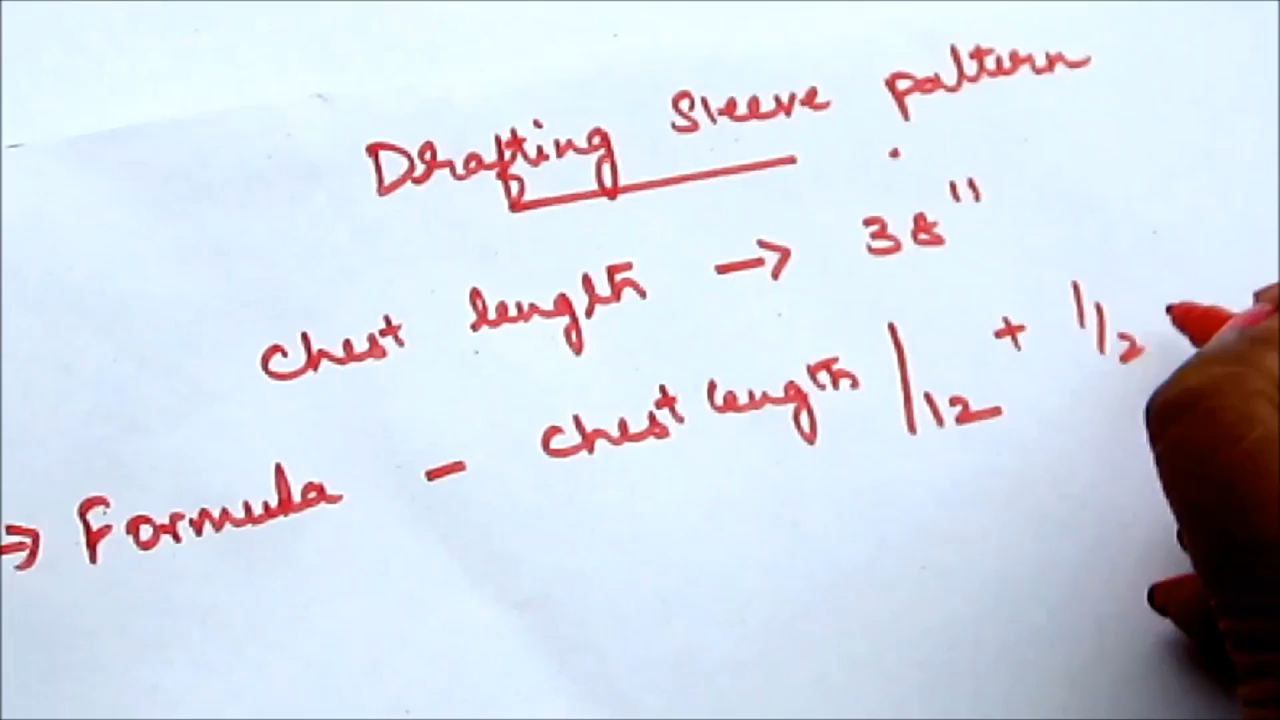 Drafting Sleeve pattern
Chest length → 38"
⇒ Formula - Chest length /12 + 1/2